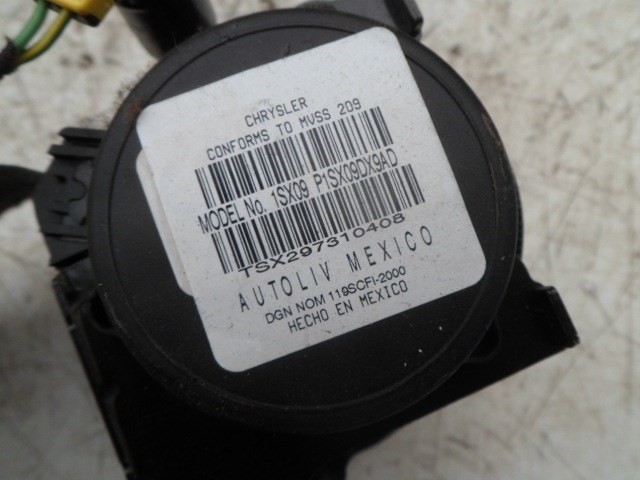 CHRYSLER
CONFORMS TO MVSS 209
MODEL No. 1SX09 P1SX09DX9AD
TSX297310408
AUTOLIV MEXICO
DGN NOM 119SCFI-2000
HECHO EN MEXICO